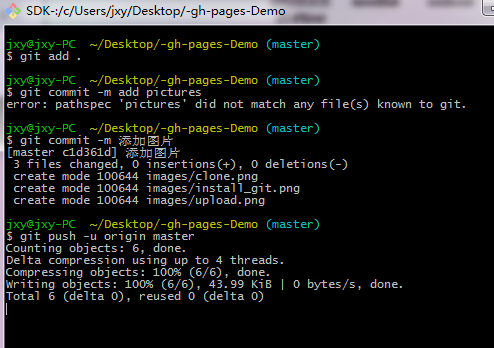 SDK-:/c/Users/jxy/Desktop/-gh-pages-Demo
jxy@jxy-PC ~/Desktop/-gh-pages-Demo (master)
$ git add .
jxy@jxy-PC ~/Desktop/-gh-pages-Demo (master)
$ git commit -m add pictures
error: pathspec 'pictures' did not match any file(s) known to git.
jxy@jxy-PC ~/Desktop/-gh-pages-Demo (master)
$ git commit -m 添加图片
[master c1d361d] 添加图片
3 files changed, 0 insertions(+), 0 deletions(-)
create mode 100644 images/clone.png
create mode 100644 images/install_git.png
create mode 100644 images/upload.png
jxy@jxy-PC ~/Desktop/-gh-pages-Demo (master)
$ git push -u origin master
Counting objects: 6, done.
Delta compression using up to 4 threads.
Compressing objects: 100% (6/6), done.
Writing objects: 100% (6/6), 43.99 KiB | 0 bytes/s, done.
Total 6 (delta 0), reused 0 (delta 0)